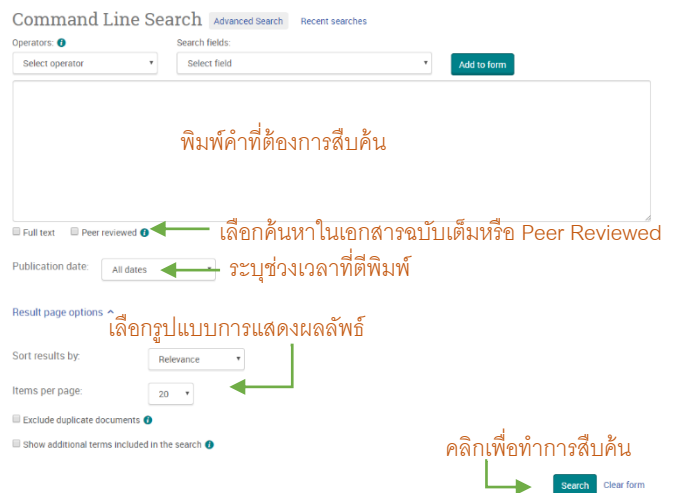 Command Line Search Advanced Search Recent searches
Operators: Search fields:
Select operator Select field Add to form
พิมพ์คำที่ต้องการสืบค้น
Full text Peer reviewed เลือกค้นหาในเอกสารฉบับเต็มหรือ Peer Reviewed
Publication date: All dates ระบุช่วงเวลาที่ตีพิมพ์
Result page options
เลือกรูปแบบการแสดงผลลัพธ์
Sort results by: Relevance
Items per page: 20
Exclude duplicate documents
Show additional terms included in the search
คลิกเพื่อทำการสืบค้น
Search Clear form